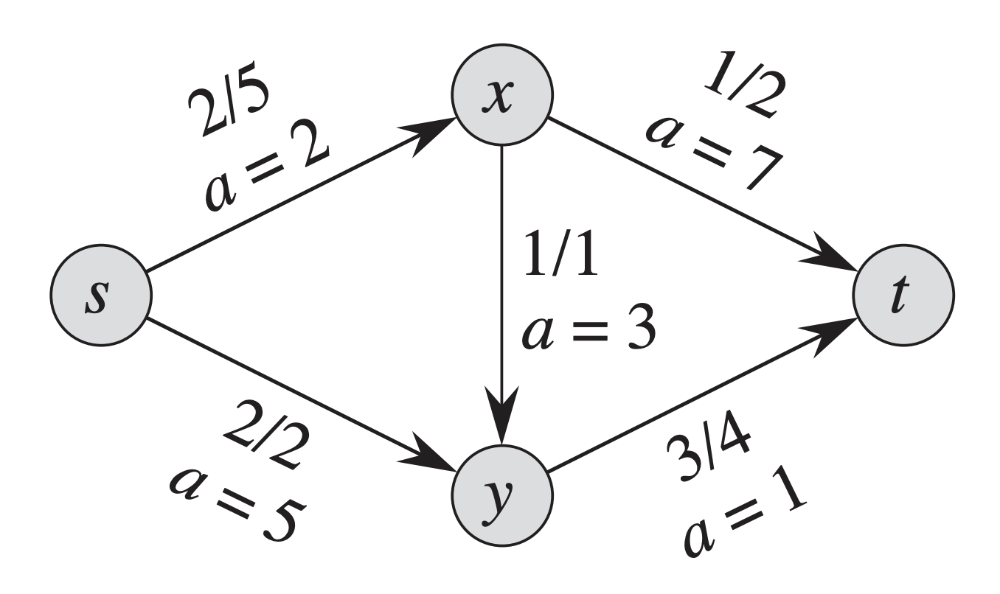 2/5
a = 2
x
1/2
a = 7
s
1/1
a = 3
t
2/2
a = 5
y
3/4
a = 1